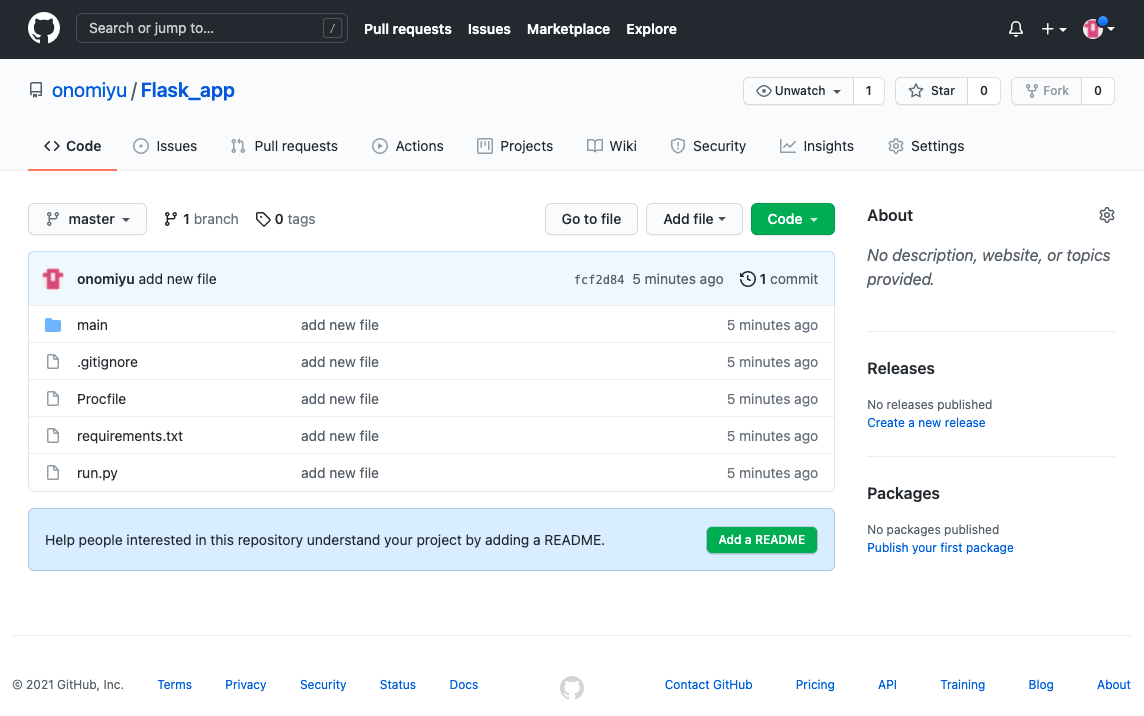 Search or jump to... /
Pull requests Issues Marketplace Explore
onomiyu / Flask_app
Unwatch 1 Star 0 Fork 0
Code Issues Pull requests Actions Projects Wiki Security Insights Settings
master 1 branch 0 tags Go to file Add file Code
onomiyu add new file fcf2d84 5 minutes ago 1 commit
main add new file 5 minutes ago
.gitignore add new file 5 minutes ago
Procfile add new file 5 minutes ago
requirements.txt add new file 5 minutes ago
run.py add new file 5 minutes ago
Help people interested in this repository understand your project by adding a README. Add a README
About
No description, website, or topics
provided.
Releases
No releases published
Create a new release
Packages
No packages published
Publish your first package
© 2021 GitHub, Inc. Terms Privacy Security Status Docs Contact GitHub Pricing API Training Blog About